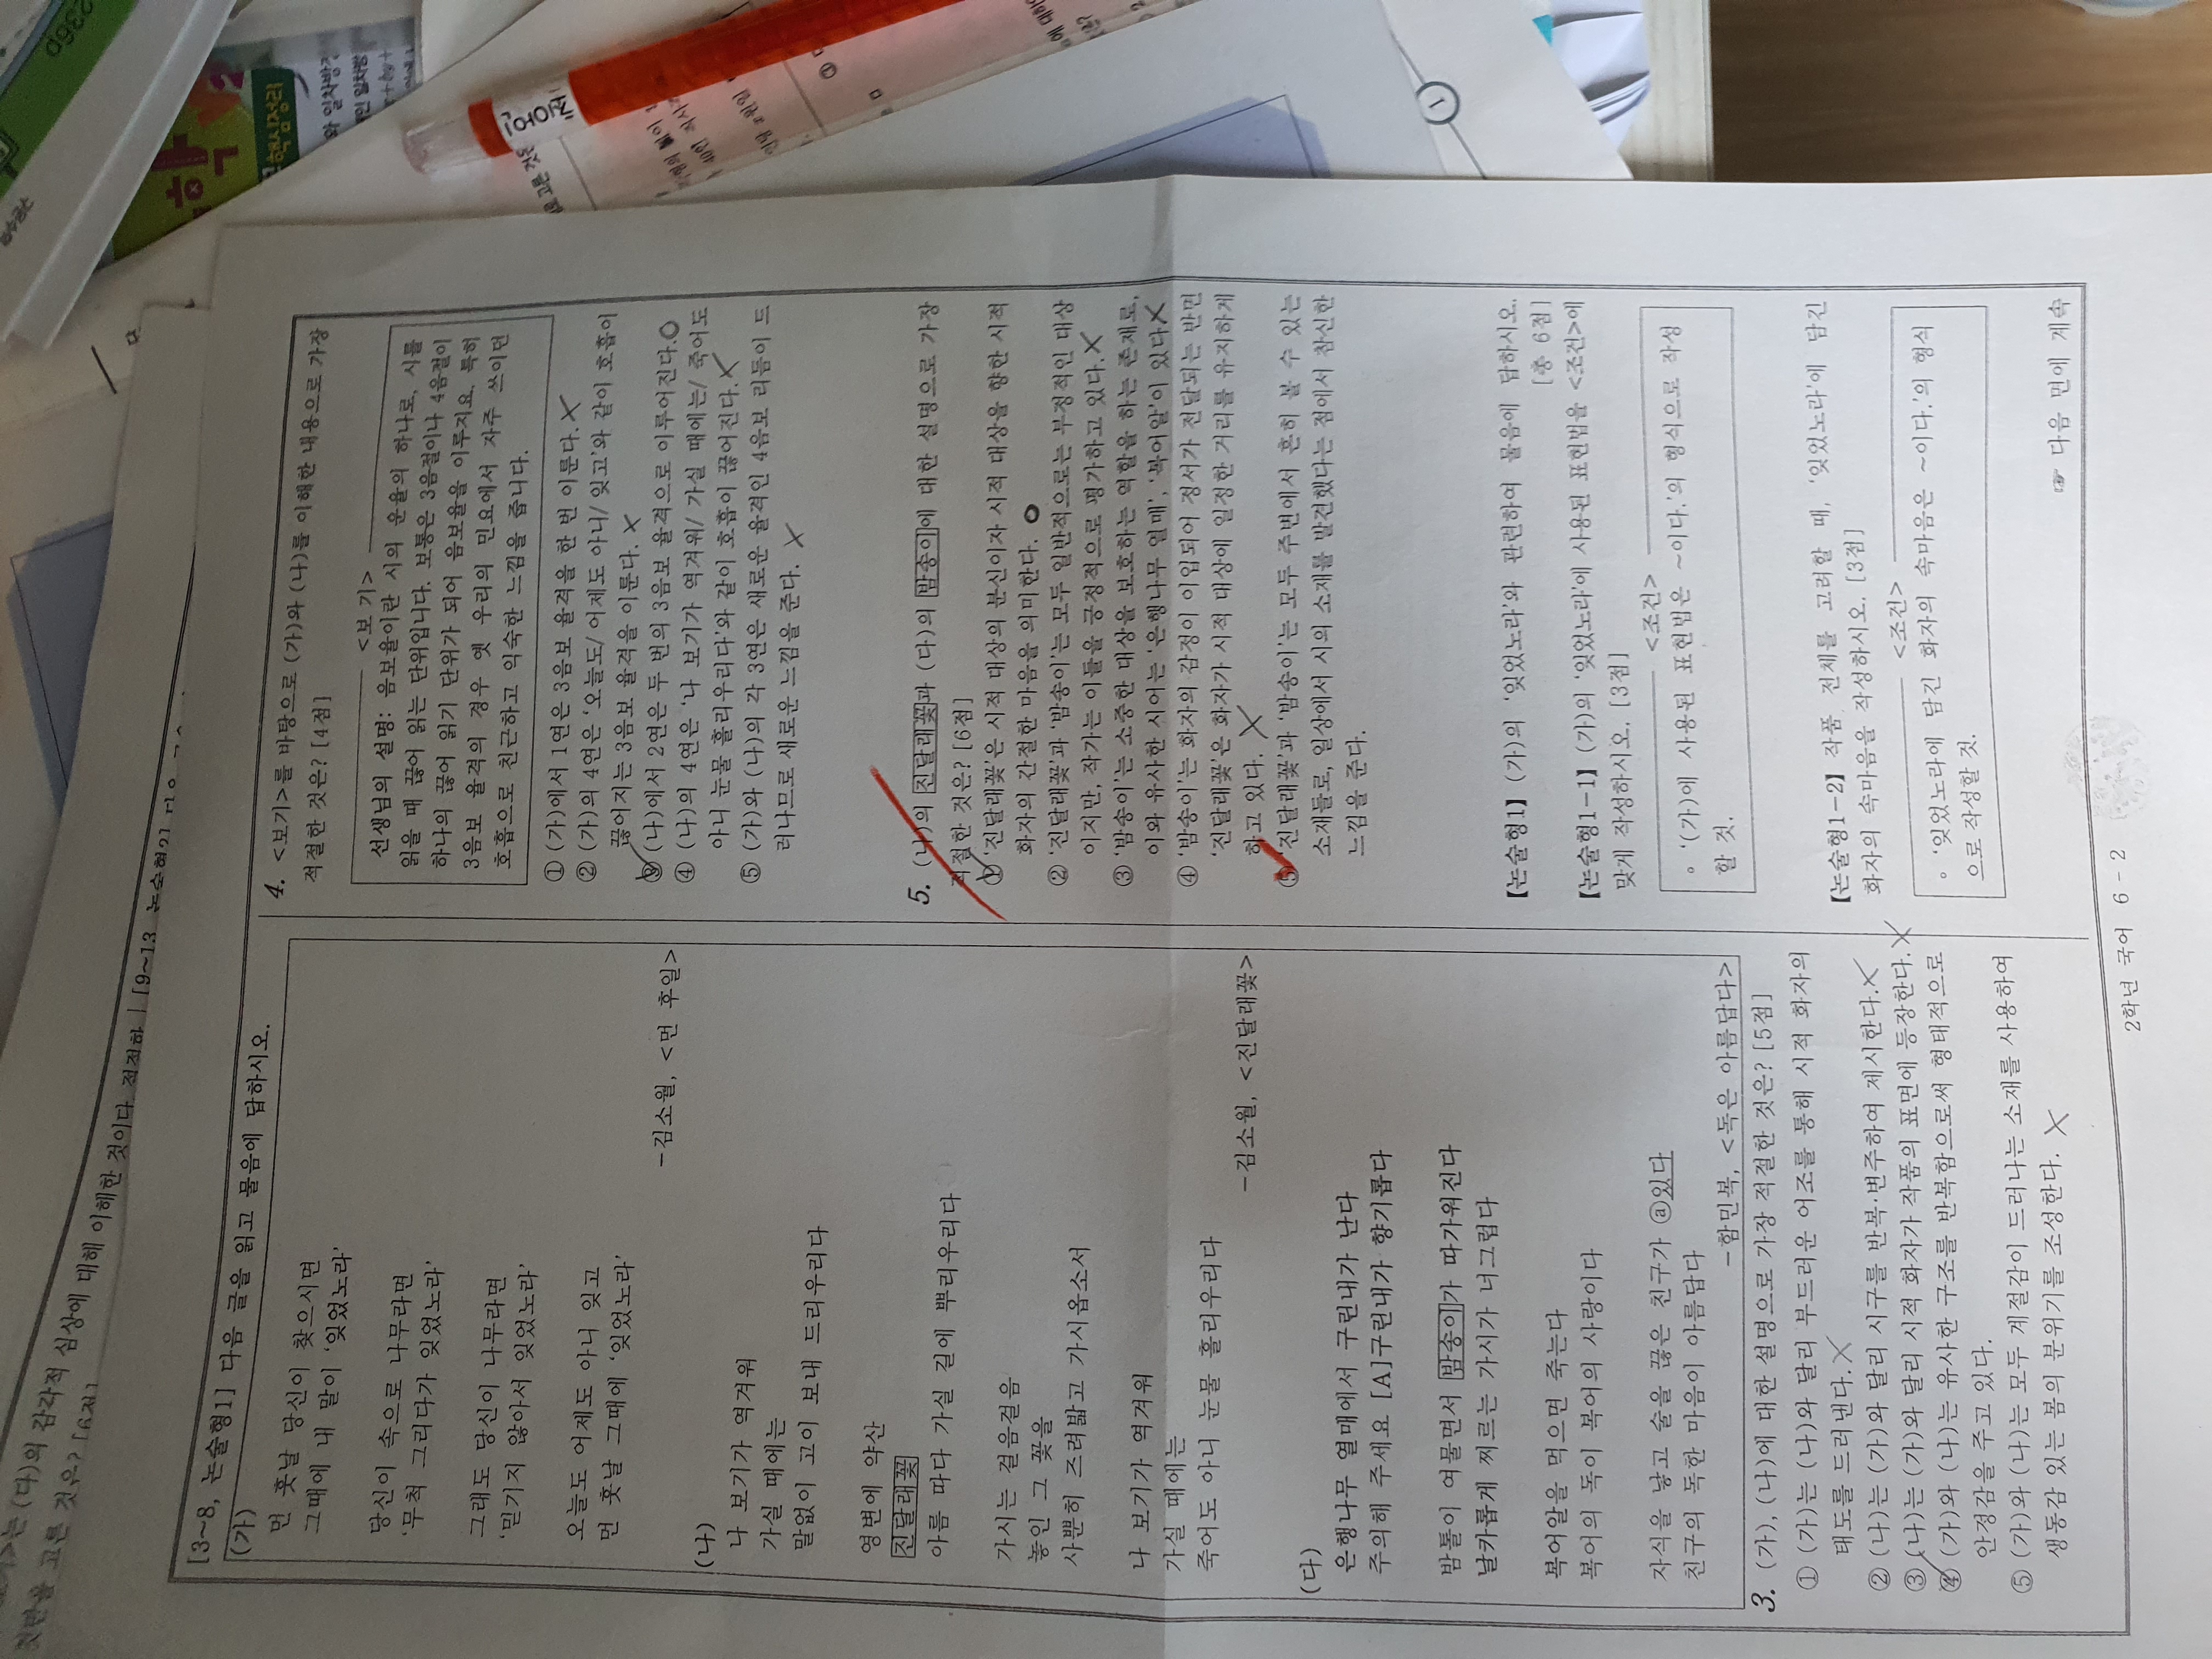 는 (다)의 감각적 심상에 대해 이해한 것이다. 적절한
것만을 고른 것은? [6점]
[9~13, 논술형2] 다음
[3~8, 논술형1] 다음 글을 읽고 물음에 답하시오.
(가)
먼 훗날 당신이 찾으시면
그때에 내 말이 ‘잊었노라’
당신이 속으로 나무라면
‘무척 그리다가 잊었노라’
그래도 당신이 나무라면
‘믿기지 않아서 잊었노라’
오늘도 어제도 아니 잊고
먼 훗날 그때에 ‘잊었노라’
-김소월, <먼 후일>
(나)
나 보기가 역겨워
가실 때에는
말없이 고이 보내 드리우리다
영변에 약산
진달래꽃
아름 따다 가실 길에 뿌리우리다
가시는 걸음걸음
놓인 그 꽃을
사뿐히 즈려밟고 가시옵소서
나 보기가 역겨워
가실 때에는
죽어도 아니 눈물 흘리우리다
-김소월, <진달래꽃>
(다)
은행나무 열매에서 구린내가 난다
주의해 주세요 [A]구린내가 향기롭다
밤톨이 여물면서 밤송이가 따가워진다
날카롭게 찌르는 가시가 너그럽다
복어알을 먹으면 죽는다
복어의 독이 복어의 사랑이다
자식을 낳고 술을 끊은 친구가 ⓐ있다
친구의 독한 마음이 아름답다
-함민복, <독은 아름답다>
3. (가), (나)에 대한 설명으로 가장 적절한 것은? [5점]
① (가)는 (나)와 달리 부드러운 어조를 통해 시적 화자의
태도를 드러낸다.
② (나)는 (가)와 달리 시구를 반복·변주하여 제시한다.
③ (나)는 (가)와 달리 시적 화자가 작품의 표면에 등장한다.
④ (가)와 (나)는 유사한 구조를 반복함으로써 형태적으로
안정감을 주고 있다.
⑤ (가)와 (나)는 모두 계절감이 드러나는 소재를 사용하여
생동감 있는 봄의 분위기를 조성한다.
4. <보기>를 바탕으로 (가)와 (나)를 이해한 내용으로 가장
적절한 것은? [4점]
<보 기>
선생님의 설명: 음보율이란 시의 운율의 하나로, 시를
읽을 때 끊어 읽는 단위입니다. 보통은 3음절이나 4음절이
하나의 끊어 읽기 단위가 되어 음보율을 이루지요. 특히
3음보 율격의 경우 옛 우리의 민요에서 자주 쓰이던
호흡으로 친근하고 익숙한 느낌을 줍니다.
① (가)에서 1연은 3음보 율격을 한 번 이룬다.
② (가)의 4연은 ‘오늘도/ 어제도 아니/ 잊고’와 같이 호흡이
끊어지는 3음보 율격을 이룬다.
③ (나)에서 2연은 두 번의 3음보 율격으로 이루어진다.
④ (나)의 4연은 ‘나 보기가 역겨워/ 가실 때에는/ 죽어도
아니 눈물 흘리우리다’와 같이 호흡이 끊어진다.
⑤ (가)와 (나)의 각 3연은 새로운 율격인 4음보 리듬이 드
러나므로 새로운 느낌을 준다.
5. (나)의 진달래꽃과 (다)의 밤송이에 대한 설명으로 가장
적절한 것은? [6점]
① ‘진달래꽃’은 시적 대상의 분신이자 시적 대상을 향한 시적
화자의 간절한 마음을 의미한다.
② ‘진달래꽃’과 ‘밤송이’는 모두 일반적으로는 부정적인 대상
이지만, 작가는 이들을 긍정적으로 평가하고 있다.
③ ‘밤송이’는 소중한 대상을 보호하는 역할을 하는 존재로,
이와 유사한 시어는 ‘은행나무 열매’, ‘복어알’이 있다.
④ ‘밤송이’는 화자의 감정이 이입되어 정서가 전달되는 반면
‘진달래꽃’은 화자가 시적 대상에 일정한 거리를 유지하게
하고 있다.
⑤ ‘진달래꽃’과 ‘밤송이’는 모두 주변에서 흔히 볼 수 있는
소재들로, 일상에서 시의 소재를 발견했다는 점에서 참신한
느낌을 준다.
【논술형1】 (가)의 ‘잊었노라’와 관련하여 물음에 답하시오.
[총 6점]
【논술형1-1】 (가)의 ‘잊었노라’에 사용된 표현법을 <조건>에
맞게 작성하시오. [3점]
<조건>
∘ ‘(가)에 사용된 표현법은 ~이다.’의 형식으로 작성
할 것.
【논술형1-2】 작품 전체를 고려할 때, ‘잊었노라’에 담긴
화자의 속마음을 작성하시오. [3점]
<조건>
∘ ‘잊었노라에 담긴 화자의 속마음은 ~이다.’의 형식
으로 작성할 것.
☞ 다음 면에 계속
2학년 국어 6 - 2
학
핵심정리
와 일차방정